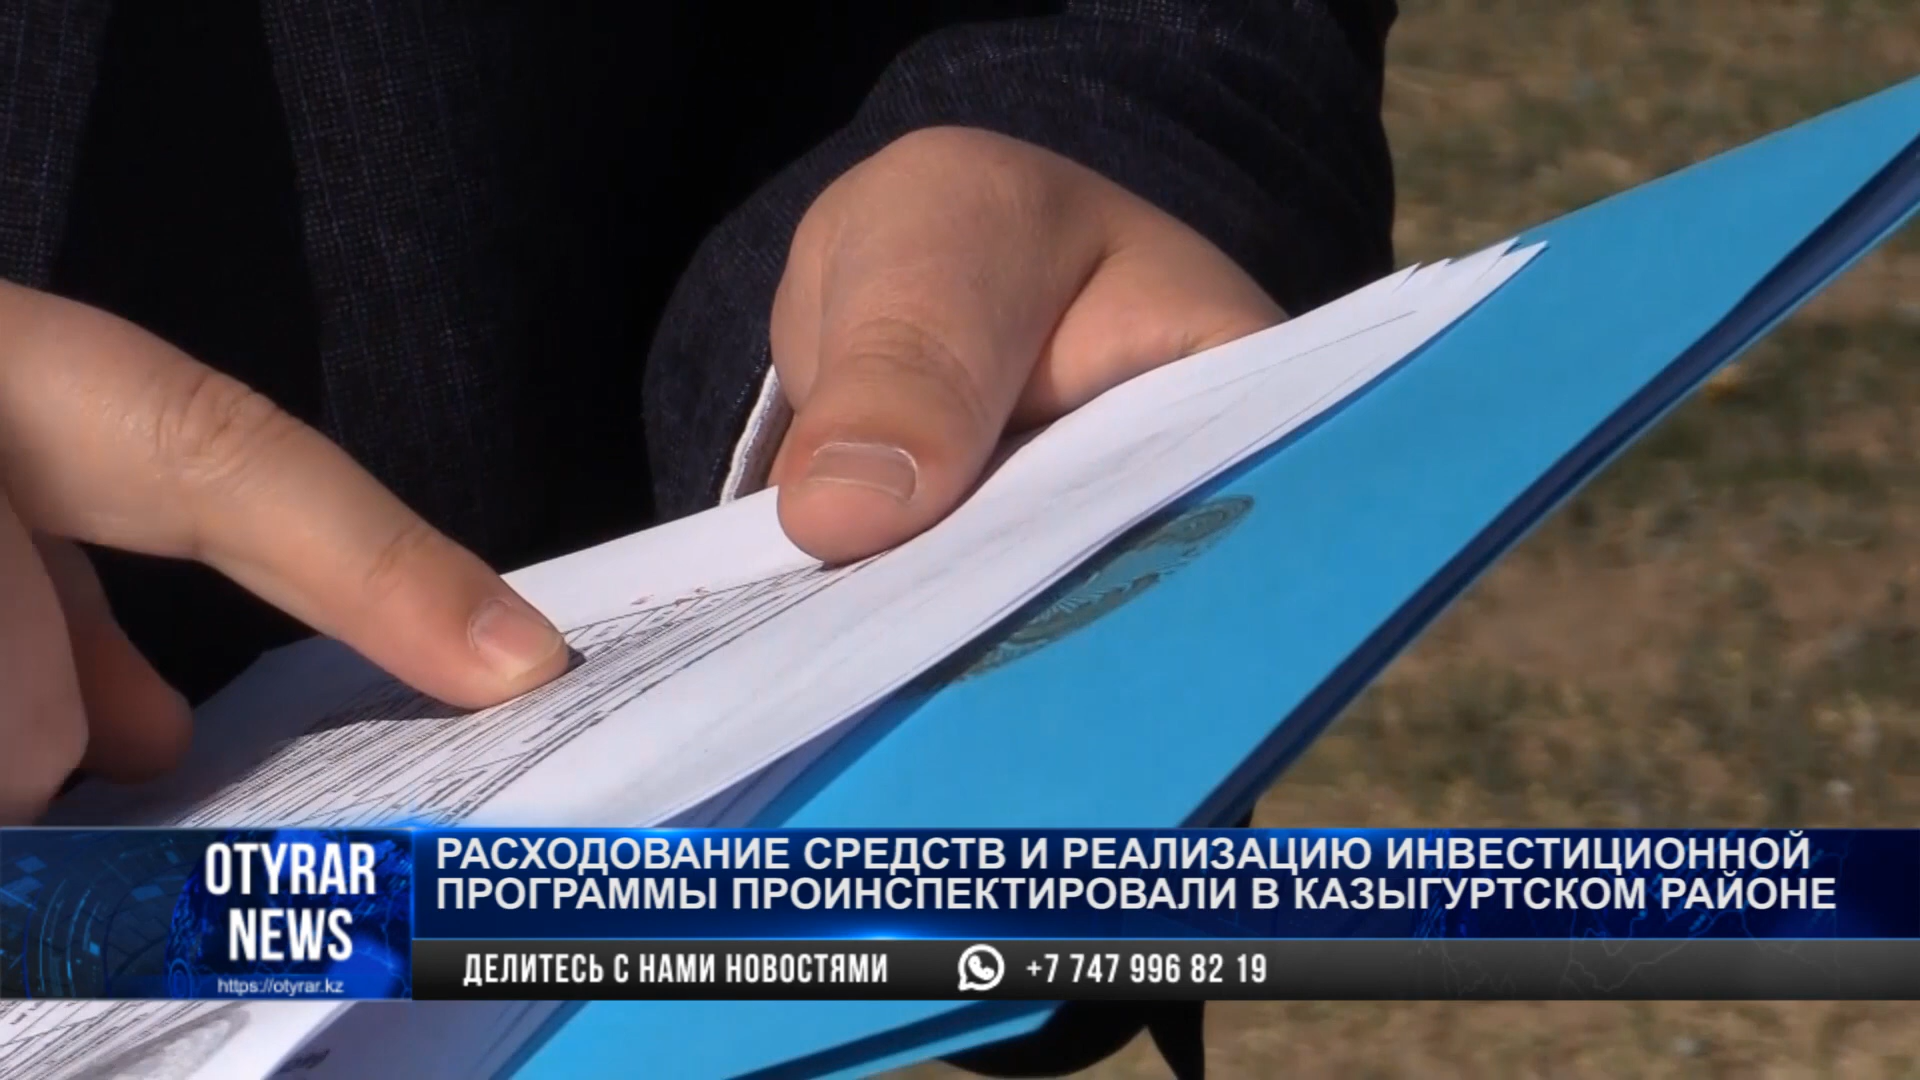 OTYRAR
NEWS
https://otyrar.kz
РАСХОДОВАНИЕ СРЕДСТВ И РЕАЛИЗАЦИЮ ИНВЕСТИЦИОННОЙ
ПРОГРАММЫ ПРОИНСПЕКТИРОВАЛИ В КАЗЫГУРТСКОМ РАЙОНЕ
ДЕЛИТЕСЬ С НАМИ НОВОСТЯМИ
+7 747 996 82 19